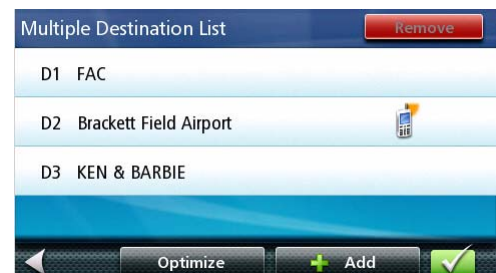 Multiple Destination List Remove
D1 FAC
D2 Brackett Field Airport
D3 KEN & BARBIE
Optimize Add